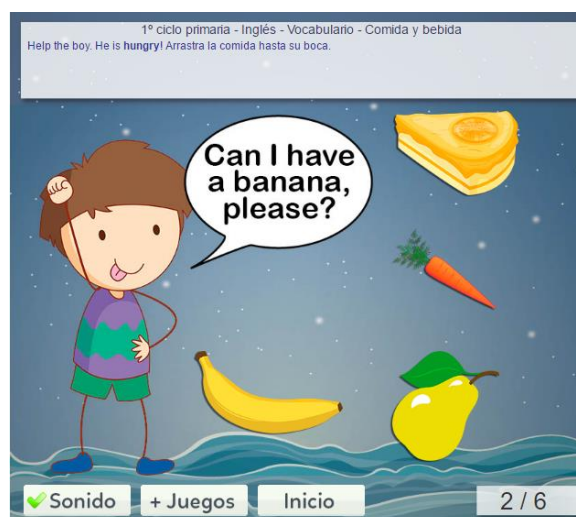 1º ciclo primaria - Inglés - Vocabulario - Comida y bebida
Help the boy. He is hungry! Arrastra la comida hasta su boca.
Can I have
a banana,
please?
Sonido
+ Juegos
Inicio
2 / 6